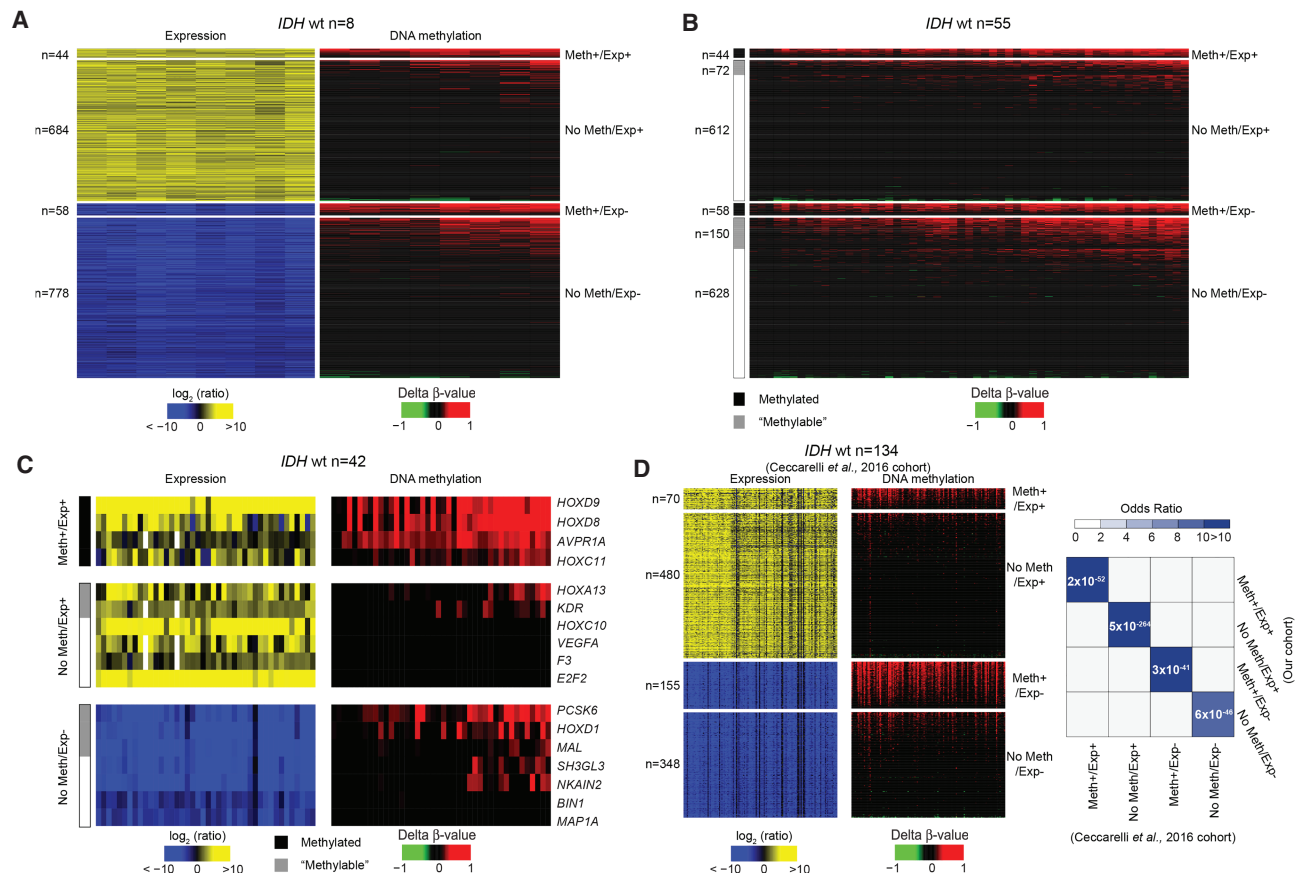 A
IDH wt n=8
Expression
DNA methylation
n=44
Meth+/Exp+
n=684
No Meth/Exp+
n=58
Meth+/Exp-
n=778
No Meth/Exp-
log2 (ratio)
< −10 0 >10
Delta β-value
−1 0 1
B
IDH wt n=55
n=44
Meth+/Exp+
n=72
n=612
No Meth/Exp+
n=58
Meth+/Exp-
n=150
n=628
No Meth/Exp-
Methylated
"Methylable"
Delta β-value
−1 0 1
C
IDH wt n=42
Expression
DNA methylation
Meth+/Exp+
HOXD9
HOXD8
AVPR1A
HOXC11
No Meth/Exp+
HOXA13
KDR
HOXC10
VEGFA
F3
E2F2
No Meth/Exp-
PCSK6
HOXD1
MAL
SH3GL3
NKAIN2
BIN1
MAP1A
log2 (ratio)
< −10 0 >10
Methylated
"Methylable"
Delta β-value
−1 0 1
D
IDH wt n=134
(Ceccarelli et al., 2016 cohort)
Expression
DNA methylation
n=70
Meth+
/Exp+
n=480
No Meth
/Exp+
n=155
Meth+
/Exp-
n=348
No Meth
/Exp-
log2 (ratio)
< −10 0 >10
Delta β-value
−1 0 1
Odds Ratio
0 2 4 6 8 10 >10
2x10-52
5x10-264
3x10-41
6x10-46
Meth+/Exp+
No Meth/Exp+
Meth+/Exp-
No Meth/Exp-
(Our cohort)
Meth+/Exp+
No Meth/Exp+
Meth+/Exp-
No Meth/Exp-
(Ceccarelli et al., 2016 cohort)